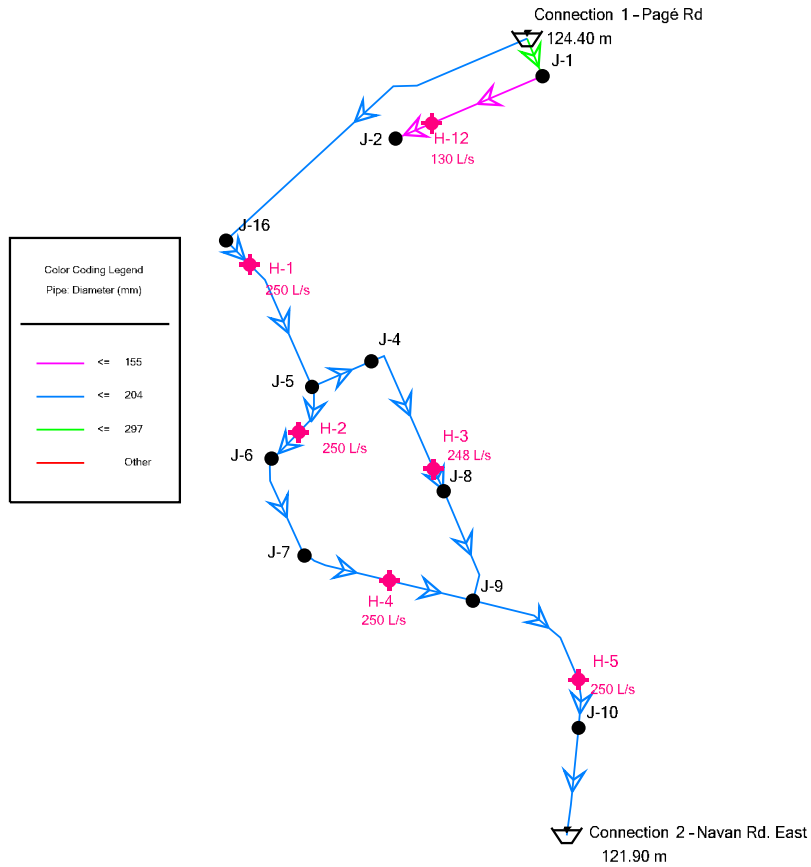 Connection 1 - Pagé Rd
124.40 m
J-1
J-2
H-12
130 L/s
J-16
H-1
250 L/s
Color Coding Legend
Pipe: Diameter (mm)
<= 155
<= 204
<= 297
Other
J-4
J-5
H-2
250 L/s
H-3
248 L/s
J-6
J-8
J-7
H-4
250 L/s
J-9
H-5
250 L/s
J-10
Connection 2 - Navan Rd. East
121.90 m